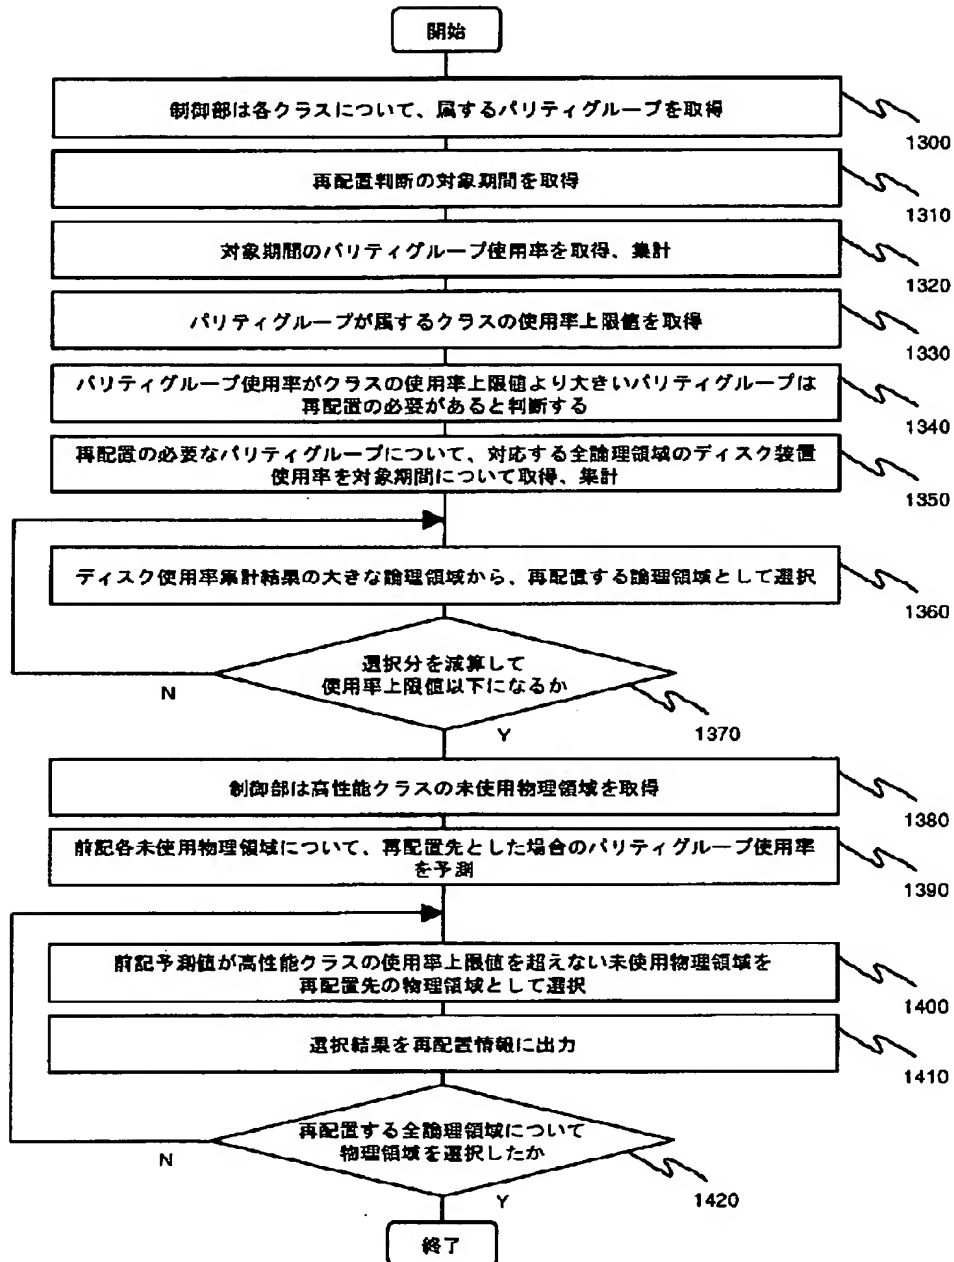 開始
制御部は各クラスについて、属するパリティグループを取得
1300
再配置判断の対象期間を取得
1310
対象期間のパリティグループ使用率を取得、集計
1320
パリティグループが属するクラスの使用率上限値を取得
1330
パリティグループ使用率がクラスの使用率上限値より大きいパリティグループは
再配置の必要があると判断する
1340
再配置の必要なパリティグループについて、対応する全論理領域のディスク装置
使用率を対象期間について取得、集計
1350
ディスク使用率集計結果の大きな論理領域から、再配置する論理領域として選択
1360
選択分を減算して
使用率上限値以下になるか
N
1370
Y
制御部は高性能クラスの未使用物理領域を取得
1380
前記各未使用物理領域について、再配置先とした場合のパリティグループ使用率
を予測
1390
前記予測値が高性能クラスの使用率上限値を超えない未使用物理領域を
再配置先の物理領域として選択
1400
選択結果を再配置情報に出力
1410
再配置する全論理領域について
物理領域を選択したか
N
1420
Y
終了